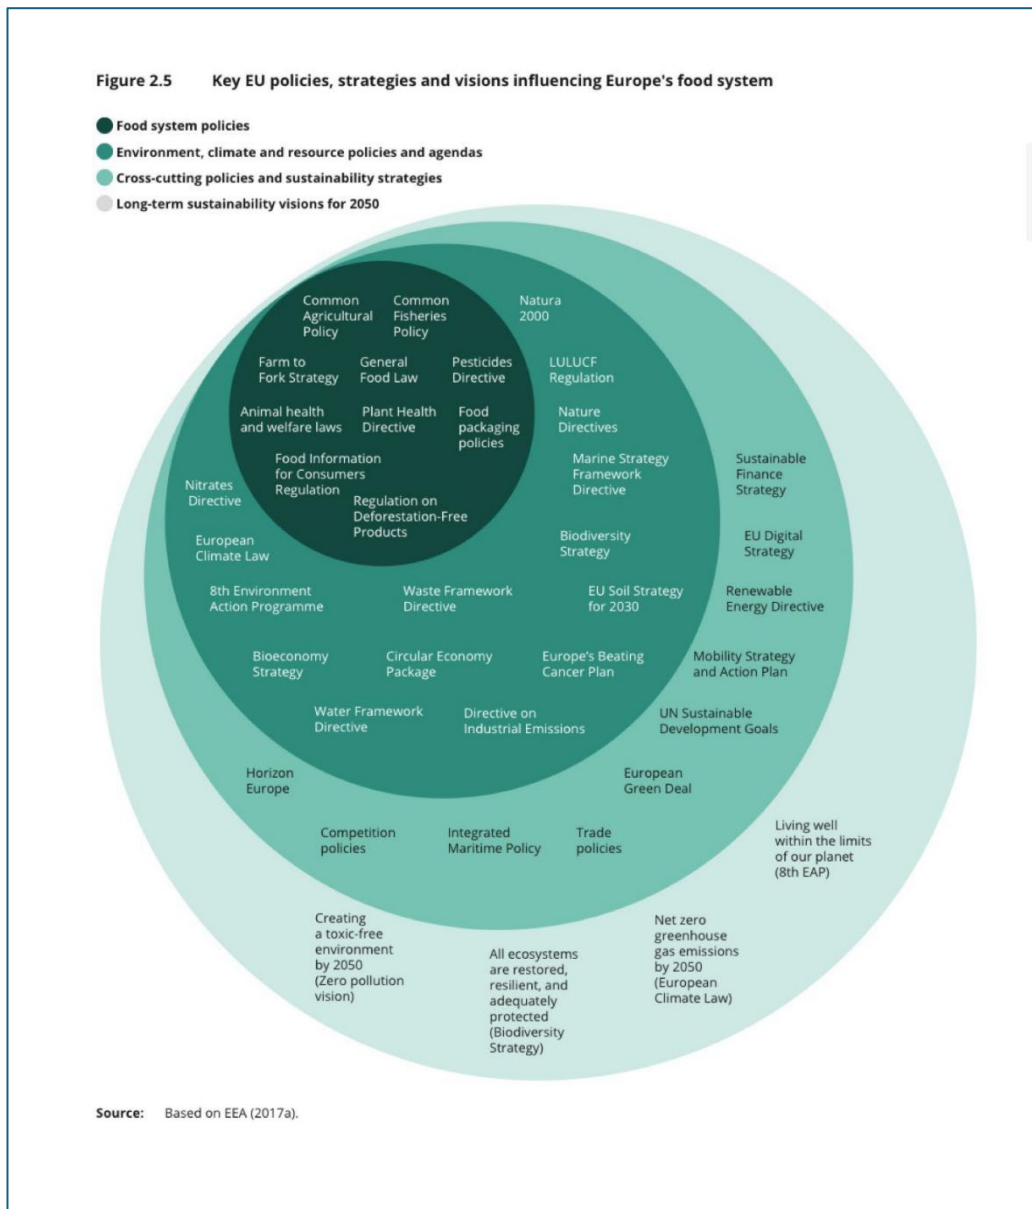 Figure 2.5 Key EU policies, strategies and visions influencing Europe's food system
Food system policies
Environment, climate and resource policies and agendas
Cross-cutting policies and sustainability strategies
Long-term sustainability visions for 2050
Common
Agricultural
Policy
Common
Fisheries
Policy
Natura
2000
Farm to
Fork Strategy
General
Food Law
Pesticides
Directive
LULUCF
Regulation
Animal health
and welfare laws
Plant Health
Directive
Food
packaging
policies
Nature
Directives
Food Information
for Consumers
Regulation
Marine Strategy
Framework
Directive
Sustainable
Finance
Strategy
Nitrates
Directive
Regulation on
Deforestation-Free
Products
European
Climate Law
Biodiversity
Strategy
EU Digital
Strategy
8th Environment
Action Programme
Waste Framework
Directive
EU Soil Strategy
for 2030
Renewable
Energy Directive
Bioeconomy
Strategy
Circular Economy
Package
Europe's Beating
Cancer Plan
Mobility Strategy
and Action Plan
Water Framework
Directive
Directive on
Industrial Emissions
UN Sustainable
Development Goals
Horizon
Europe
European
Green Deal
Competition
policies
Integrated
Maritime Policy
Trade
policies
Living well
within the limits
of our planet
(8th EAP)
Creating
a toxic-free
environment
by 2050
(Zero pollution
vision)
All ecosystems
are restored,
resilient, and
adequately
protected
(Biodiversity
Strategy)
Net zero
greenhouse
gas emissions
by 2050
(European
Climate Law)
Source: Based on EEA (2017a).